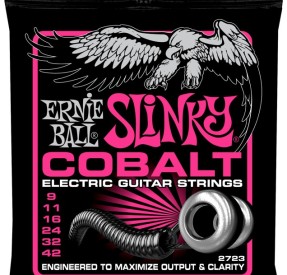 ERNIE BALL®
SLINKY®
COBALT
ELECTRIC GUITAR STRINGS
9
11
16
24
32
42
2723
ENGINEERED TO MAXIMIZE OUTPUT & CLARITY